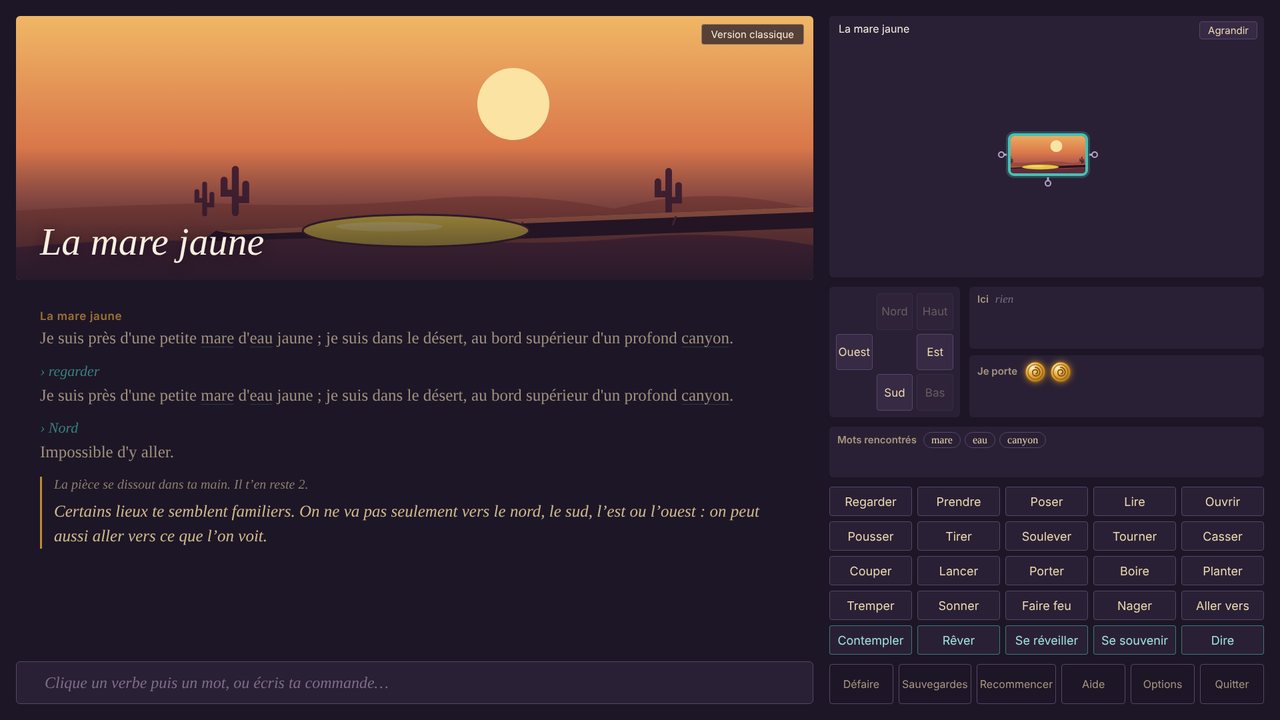 Version classique
La mare jaune
La mare jaune
Je suis près d'une petite mare d'eau jaune ; je suis dans le désert, au bord supérieur d'un profond canyon.
› regarder
Je suis près d'une petite mare d'eau jaune ; je suis dans le désert, au bord supérieur d'un profond canyon.
› Nord
Impossible d'y aller.
La pièce se dissout dans ta main. Il t’en reste 2.
Certains lieux te semblent familiers. On ne va pas seulement vers le nord, le sud, l’est ou l’ouest : on peut
aussi aller vers ce que l’on voit.
Clique un verbe puis un mot, ou écris ta commande…
La mare jaune
Agrandir
Nord Haut
Ouest Est
Sud Bas
Ici rien
Je porte
Mots rencontrés mare eau canyon
Regarder Prendre Poser Lire Ouvrir
Pousser Tirer Soulever Tourner Casser
Couper Lancer Porter Boire Planter
Tremper Sonner Faire feu Nager Aller vers
Contempler Rêver Se réveiller Se souvenir Dire
Défaire Sauvegardes Recommencer Aide Options Quitter